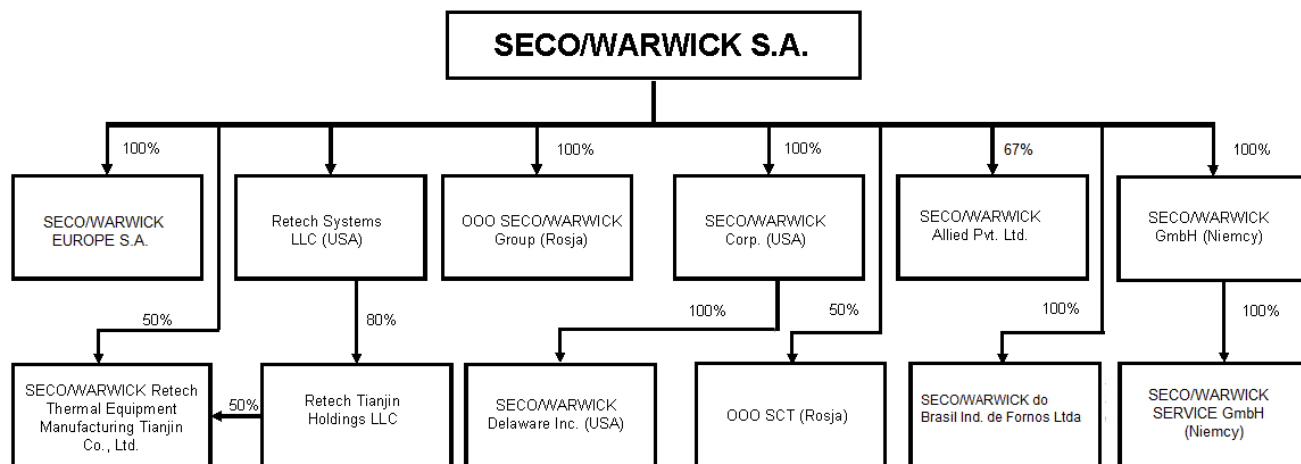 SECO/WARWICK S.A.
100%
100%
100%
67%
100%
SECO/WARWICK
EUROPE S.A.
Retech Systems
LLC (USA)
OOO SECO/WARWICK
Group (Rosja)
SECO/WARWICK
Corp. (USA)
SECO/WARWICK
Allied Pvt. Ltd.
SECO/WARWICK
GmbH (Niemcy)
50%
80%
100%
50%
100%
100%
SECO/WARWICK Retech
Thermal Equipment
Manufacturing Tianjin
Co., Ltd.
50%
Retech Tianjin
Holdings LLC
SECO/WARWICK
Delaware Inc. (USA)
OOO SCT (Rosja)
SECO/WARWICK do
Brasil Ind. de Fornos Ltda
SECO/WARWICK
SERVICE GmbH
(Niemcy)